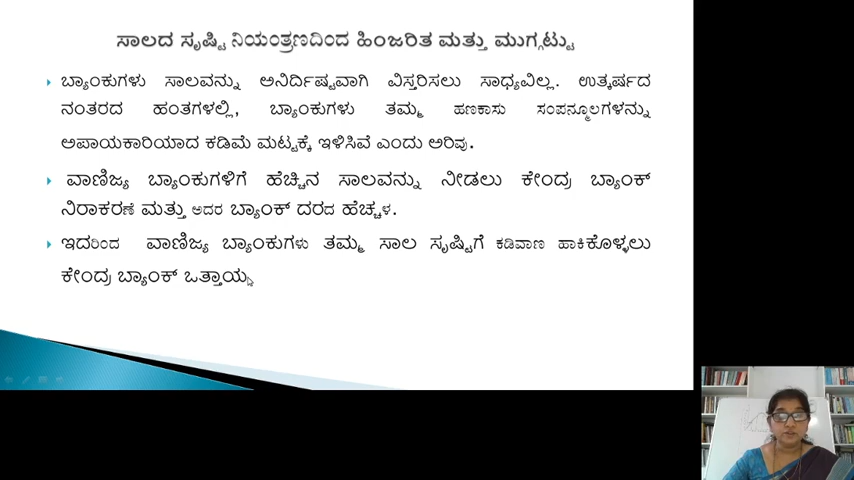 ಸಾಲದ ಸೃಷ್ಟಿ ನಿಯಂತ್ರಣದಿಂದ ಹಿಂಜರಿತ ಮತ್ತು ಮುಗ್ಗಟ್ಟು
ಬ್ಯಾಂಕುಗಳು ಸಾಲವನ್ನು ಅನಿರ್ದಿಷ್ಟವಾಗಿ ವಿಸ್ತರಿಸಲು ಸಾಧ್ಯವಿಲ್ಲ. ಉತ್ಕರ್ಷದ
ನಂತರದ ಹಂತಗಳಲ್ಲಿ, ಬ್ಯಾಂಕುಗಳು ತಮ್ಮ ಹಣಕಾಸು ಸಂಪನ್ಮೂಲಗಳನ್ನು
ಅಪಾಯಕಾರಿಯಾದ ಕಡಿಮೆ ಮಟ್ಟಕ್ಕೆ ಇಳಿಸಿವೆ ಎಂದು ಅರಿವು.
ವಾಣಿಜ್ಯ ಬ್ಯಾಂಕುಗಳಿಗೆ ಹೆಚ್ಚಿನ ಸಾಲವನ್ನು ನೀಡಲು ಕೇಂದ್ರ ಬ್ಯಾಂಕ್
ನಿರಾಕರಣೆ ಮತ್ತು ಅದರ ಬ್ಯಾಂಕ್ ದರದ ಹೆಚ್ಚಳ.
ಇದರಿಂದ ವಾಣಿಜ್ಯ ಬ್ಯಾಂಕುಗಳು ತಮ್ಮ ಸಾಲ ಸೃಷ್ಟಿಗೆ ಕಡಿವಾಣ ಹಾಕಿಕೊಳ್ಳಲು
ಕೇಂದ್ರ ಬ್ಯಾಂಕ್ ಒತ್ತಾಯ